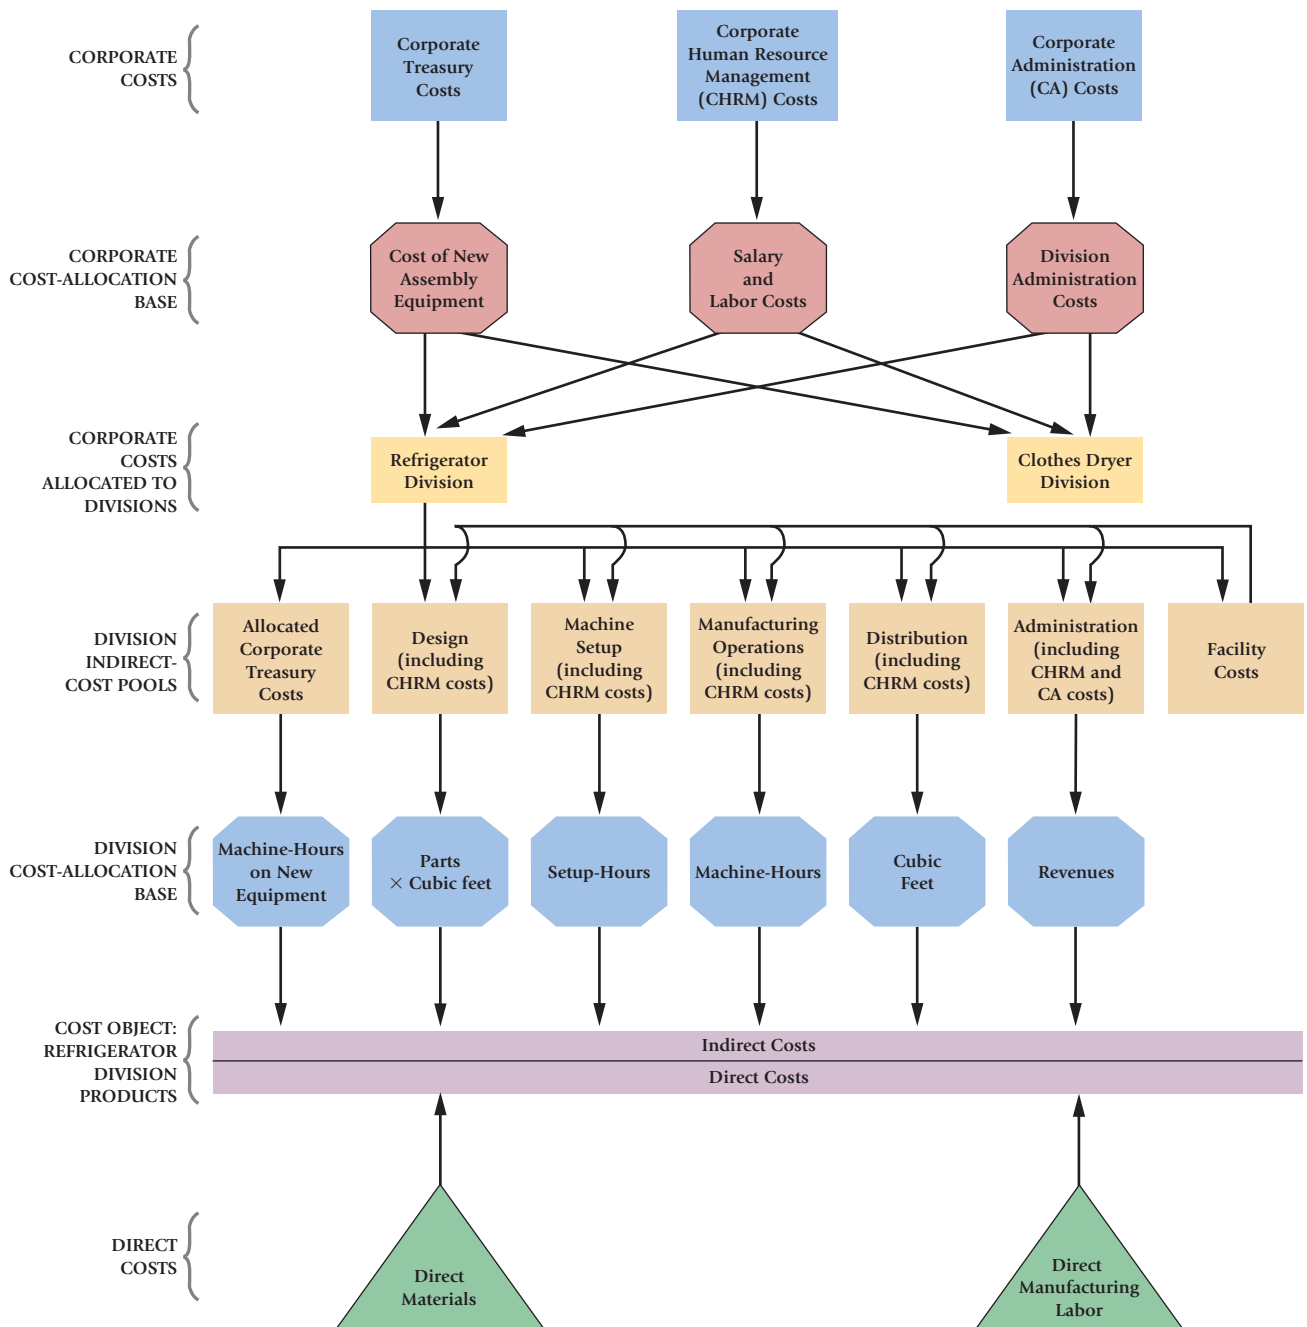 CORPORATE
COSTS
Corporate
Treasury
Costs
Corporate
Human Resource
Management
(CHRM) Costs
Corporate
Administration
(CA) Costs
CORPORATE
COST-ALLOCATION
BASE
Cost of New
Assembly
Equipment
Salary
and
Labor Costs
Division
Administration
Costs
CORPORATE
COSTS
ALLOCATED TO
DIVISIONS
Refrigerator
Division
Clothes Dryer
Division
DIVISION
INDIRECT-
COST POOLS
Allocated
Corporate
Treasury
Costs
Design
(including
CHRM costs)
Machine
Setup
(including
CHRM costs)
Manufacturing
Operations
(including
CHRM costs)
Distribution
(including
CHRM costs)
Administration
(including
CHRM and
CA costs)
Facility
Costs
DIVISION
COST-ALLOCATION
BASE
Machine-Hours
on New
Equipment
Parts
× Cubic feet
Setup-Hours
Machine-Hours
Cubic
Feet
Revenues
COST OBJECT:
REFRIGERATOR
DIVISION
PRODUCTS
Indirect Costs
Direct Costs
DIRECT
COSTS
Direct
Materials
Direct
Manufacturing
Labor